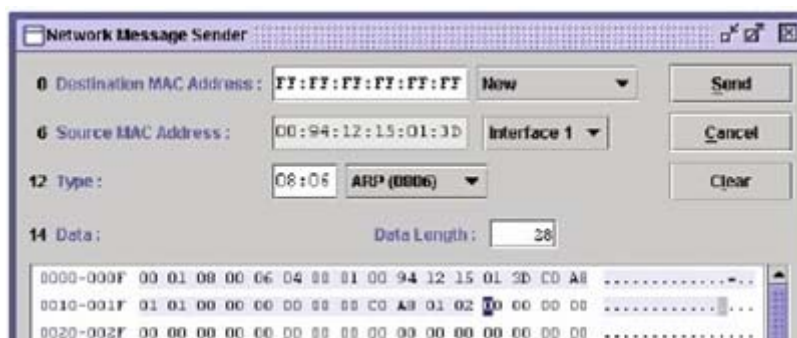 Network Message Sender
0 Destination MAC Address : FF:FF:FF:FF:FF:FF New Send
6 Source MAC Address : 00:94:12:15:01:3D Interface 1 Cancel
12 Type : 08:06 ARP (0806) Clear
14 Data : Data Length : 28
0000-000F 00 01 08 00 06 04 00 01 00 94 12 15 01 3D C0 A8 .............=..
0010-001F 01 01 00 00 00 00 00 00 C0 A8 01 02 00 00 00 00 ................
0020-002F 00 00 00 00 00 00 00 00 00 00 00 00 00 00 00 00 ................